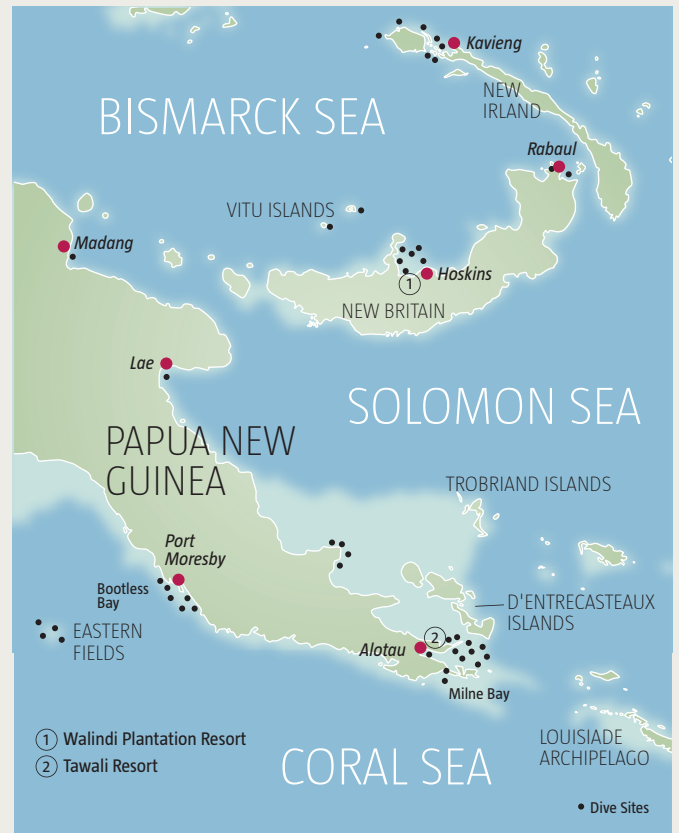 Kavieng
NEW
IRLAND
BISMARCK SEA
Rabaul
VITU ISLANDS
Madang
Hoskins
1
NEW BRITAIN
Lae
SOLOMON SEA
PAPUA NEW
GUINEA
TROBRIAND ISLANDS
Port
Moresby
Bootless
Bay
D'ENTRECASTEAUX
ISLANDS
EASTERN
FIELDS
2
Alotau
Milne Bay
1 Walindi Plantation Resort
2 Tawali Resort
CORAL SEA
LOUISIADE
ARCHIPELAGO
• Dive Sites